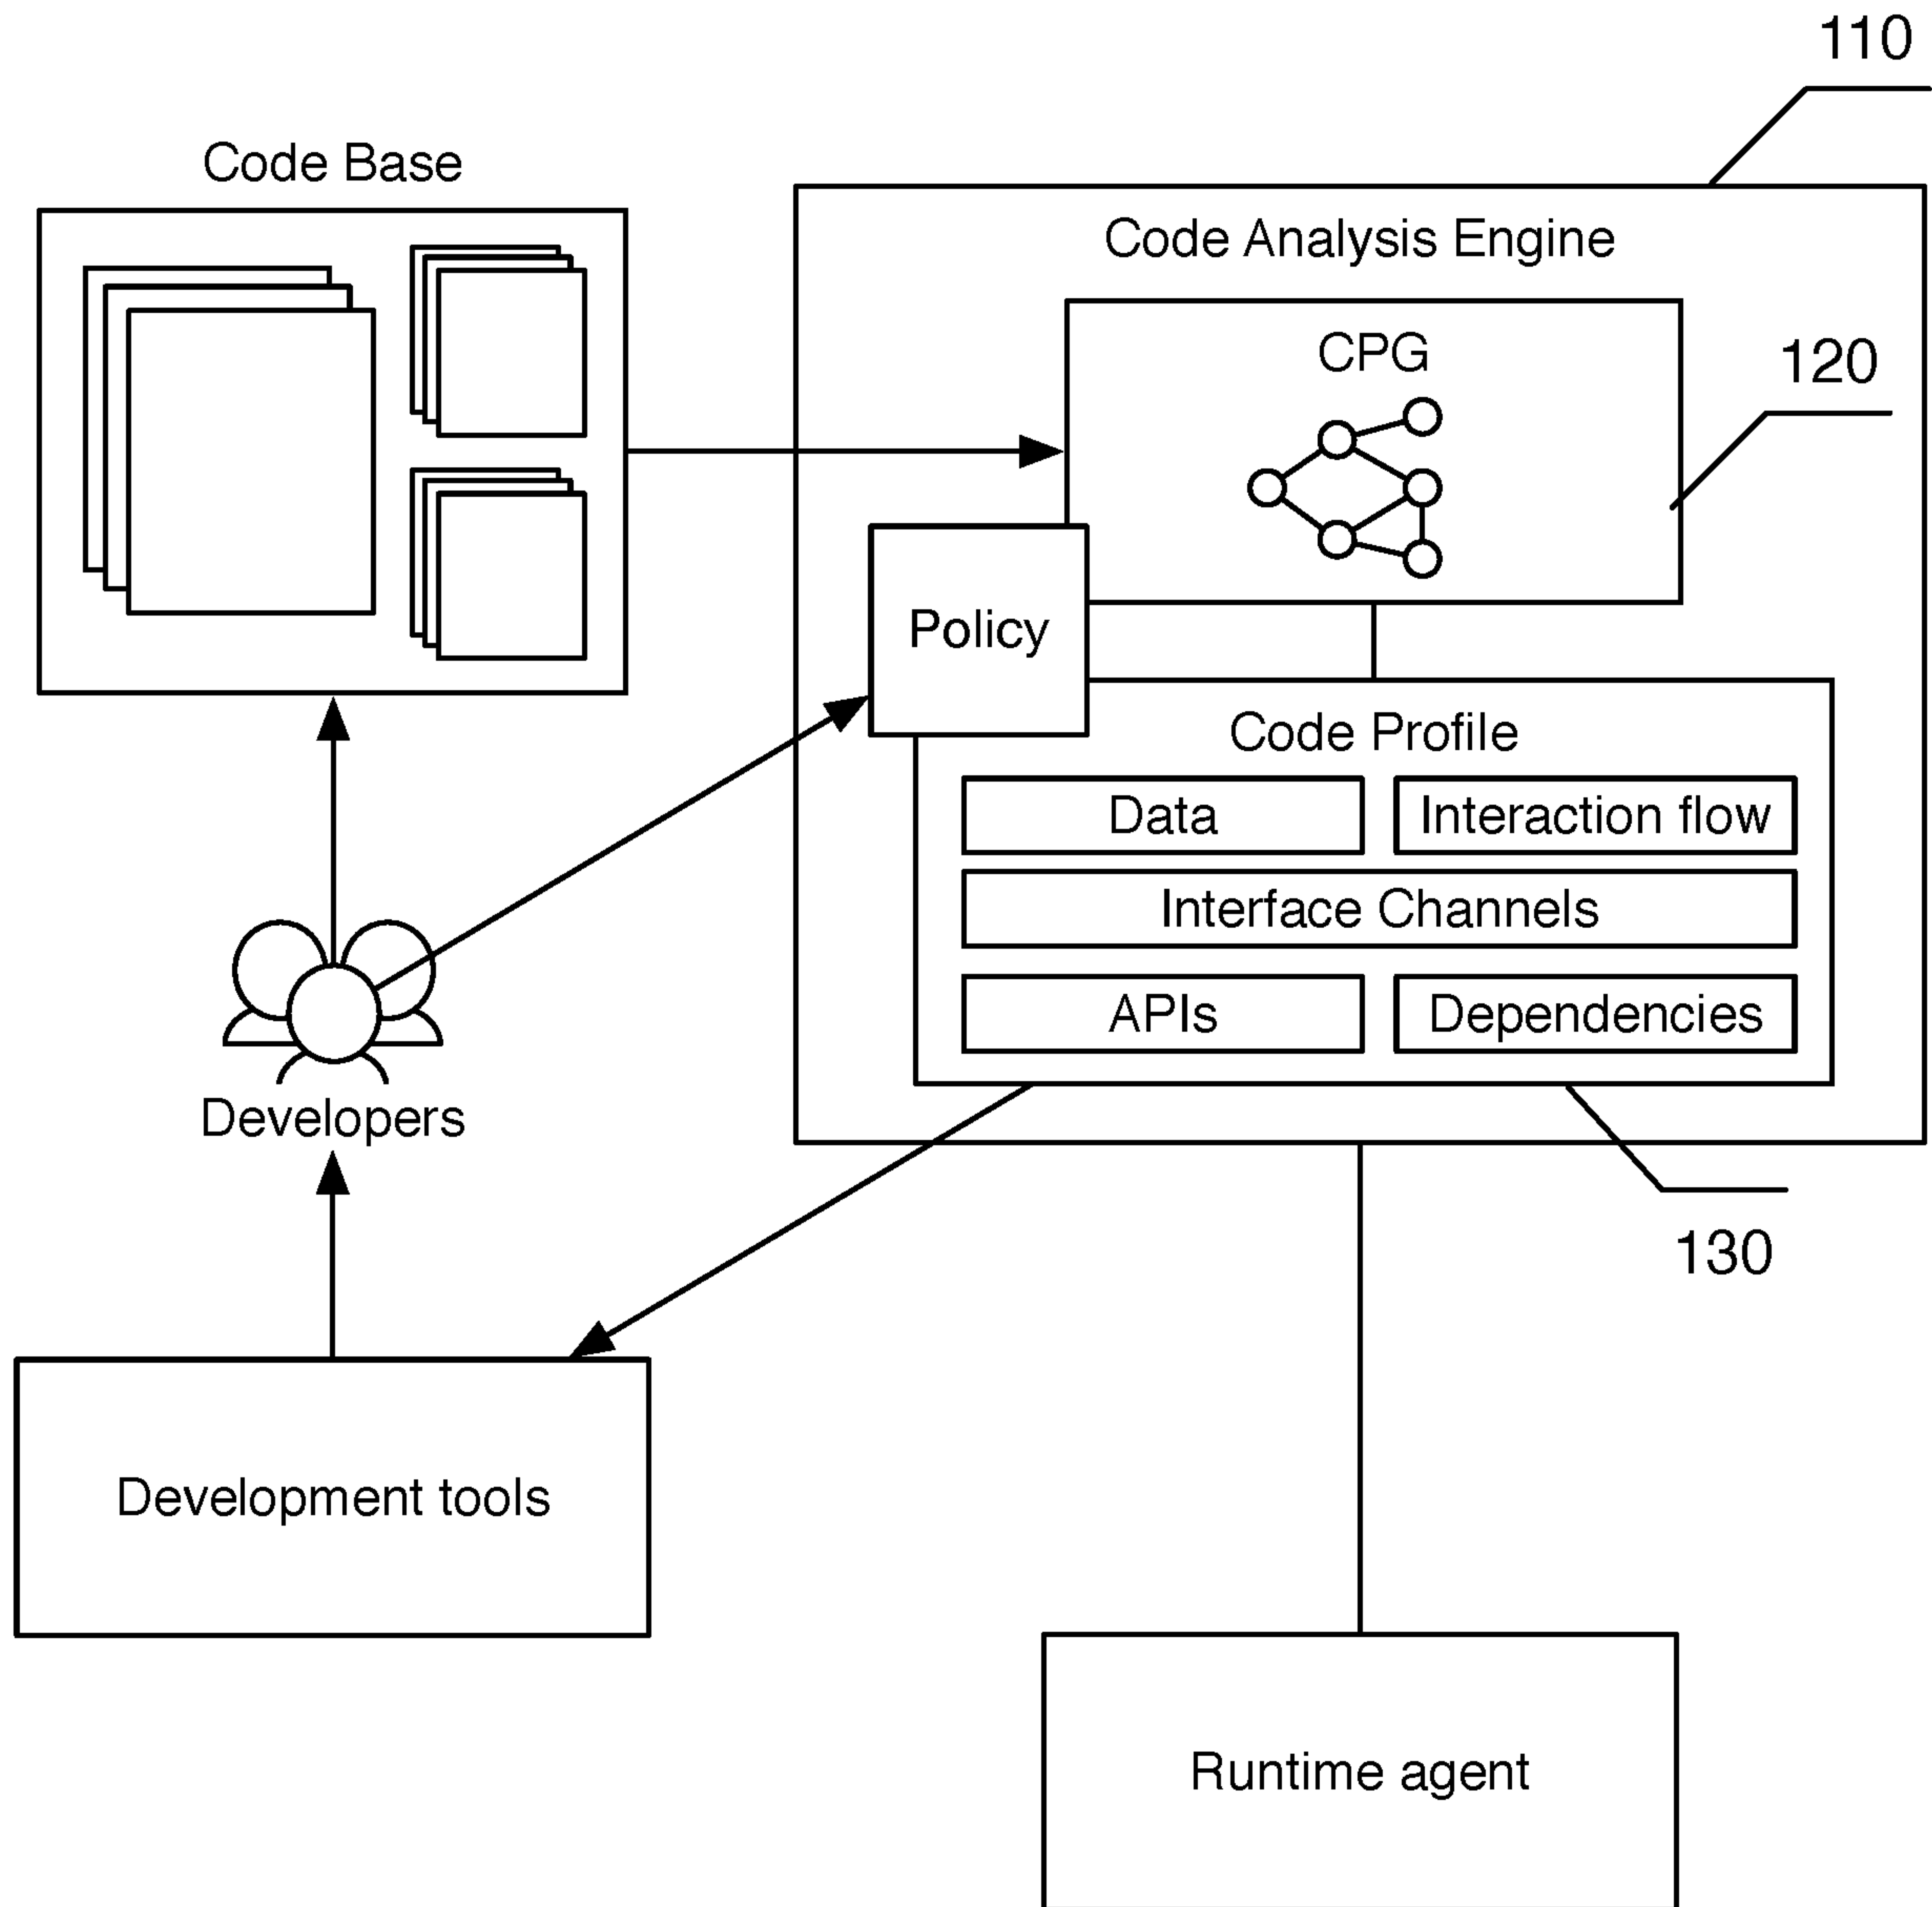 110
Code Base
Code Analysis Engine
CPG
120
Policy
Code Profile
Data
Interaction flow
Interface Channels
APIs
Dependencies
Developers
130
Development tools
Runtime agent